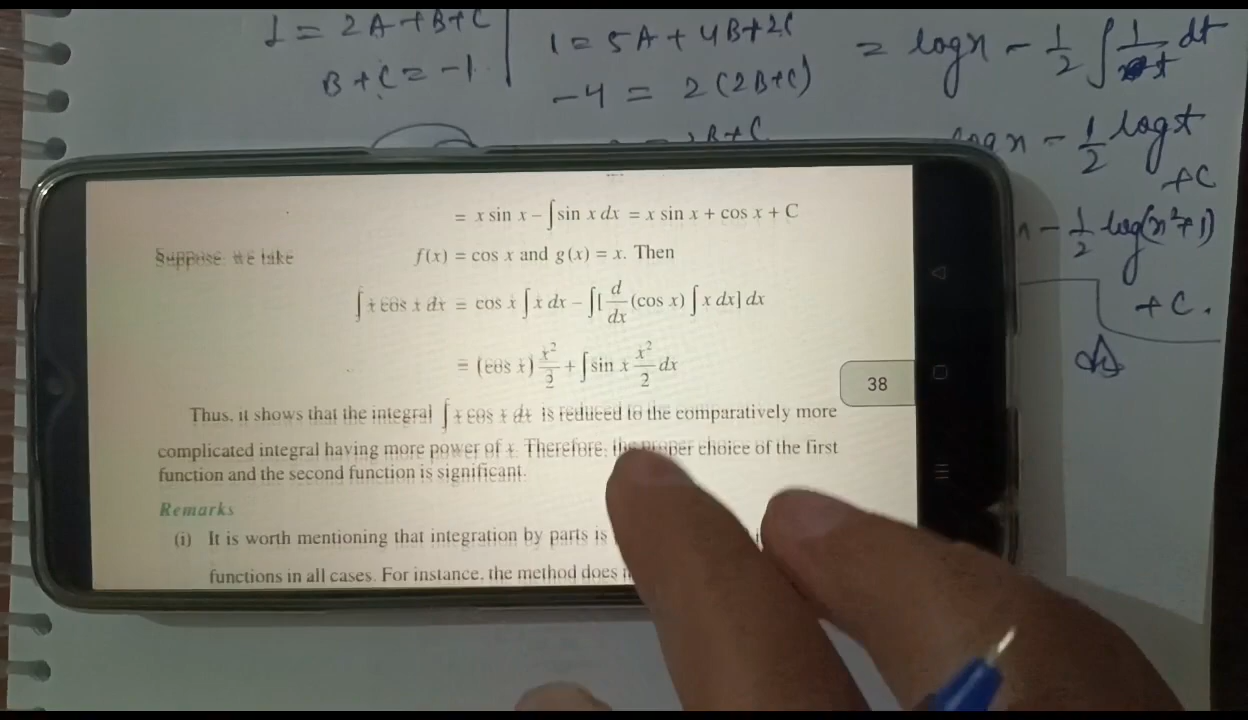 1 = 2A + B + C
B + C = -1
1 = 5A + 4B + 2C
-4 = 2(2B+C)
2B+C
= log x - 1/2 ∫ 1/t dt
log x - 1/2 log t
+C
- 1/2 log(x²+1)
+ C.
= x sin x − ∫ sin x dx = x sin x + cos x + C
Suppose, we take f(x) = cos x and g(x) = x. Then
∫ x cos x dx = cos x ∫ x dx − ∫[ d/dx (cos x) ∫ x dx] dx
= (cos x) x²/2 + ∫ sin x x²/2 dx
38
Thus, it shows that the integral ∫ x cos x dx is reduced to the comparatively more
complicated integral having more power of x. Therefore, the proper choice of the first
function and the second function is significant.
Remarks
(i) It is worth mentioning that integration by parts is
functions in all cases. For instance, the method does